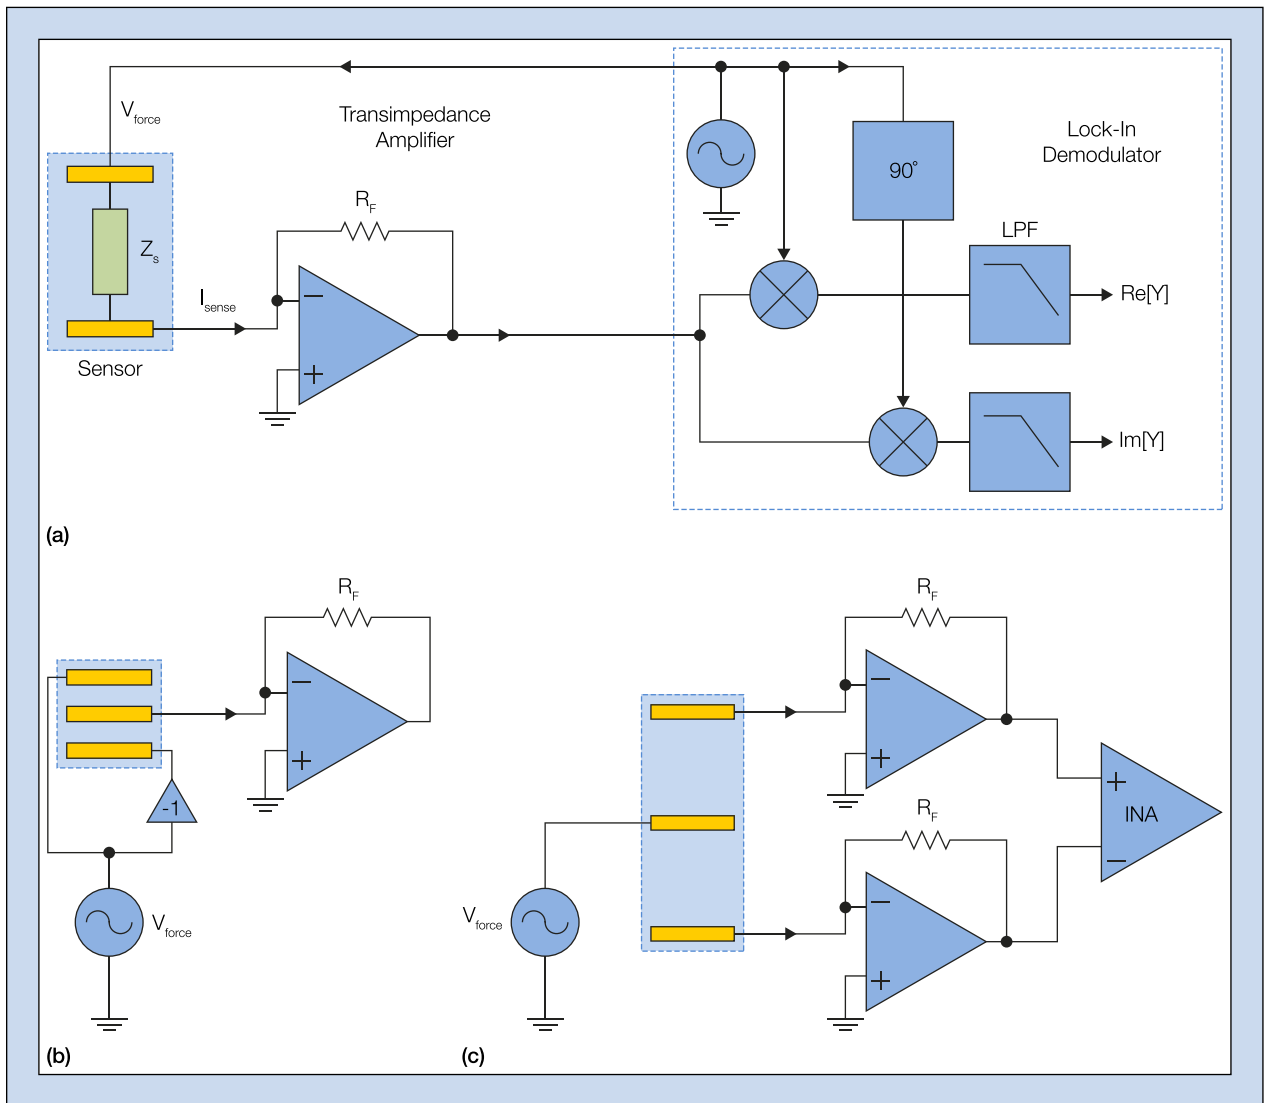 V_force
Transimpedance
Amplifier
Lock-In
Demodulator
90°
R_F
LPF
Z_s
I_sense
−
+
Re[Y]
Sensor
Im[Y]
(a)
R_F
−
+
-1
V_force
(b)
R_F
−
+
R_F
+
INA
−
−
V_force
+
(c)